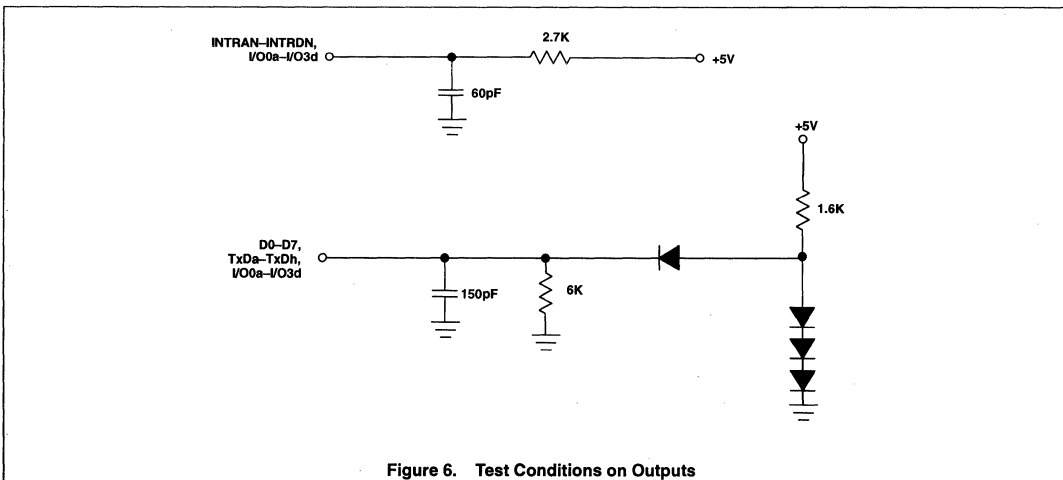 INTRAN–INTRDN,
I/O0a–I/O3d
2.7K
+5V
60pF
+5V
1.6K
D0–D7,
TxDa–TxDh,
I/O0a–I/O3d
150pF
6K
Figure 6. Test Conditions on Outputs